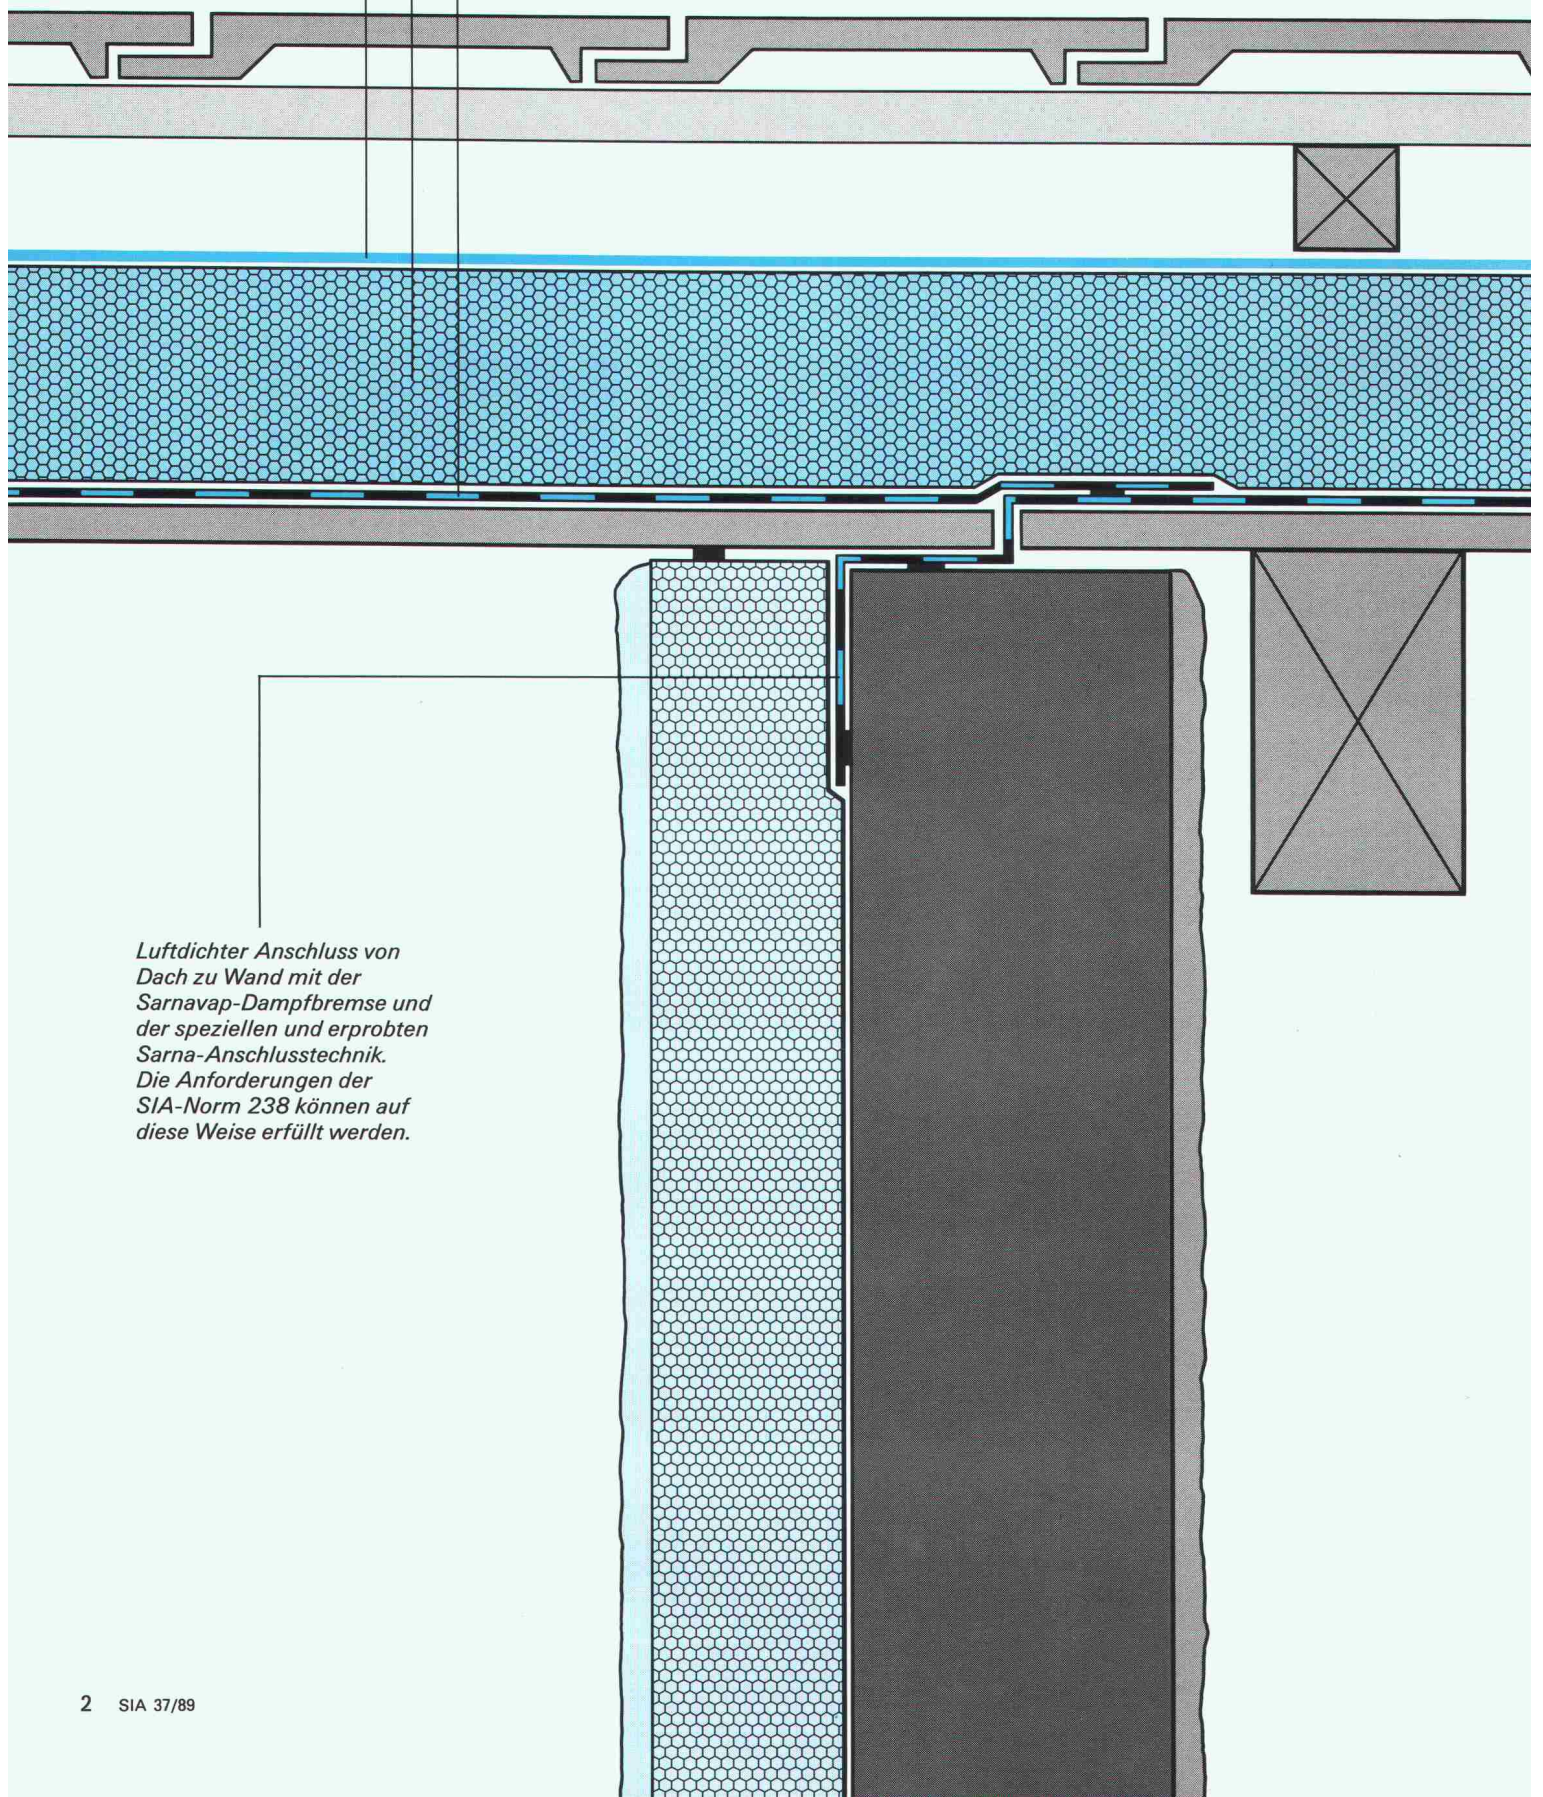 Luftdichter Anschluss von
Dach zu Wand mit der
Sarnavap-Dampfbremse und
der speziellen und erprobten
Sarna-Anschlusstechnik.
Die Anforderungen der
SIA-Norm 238 können auf
diese Weise erfüllt werden.
2 SIA 37/89